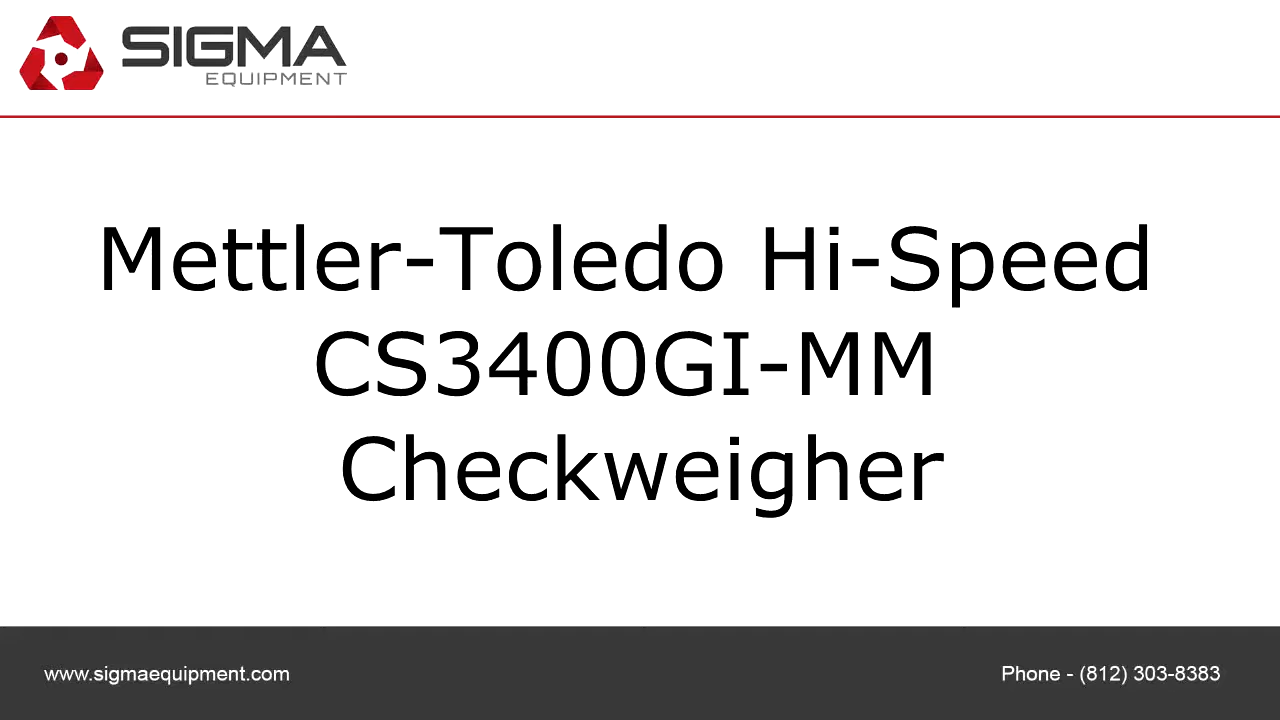 SIGMA
EQUIPMENT
Mettler-Toledo Hi-Speed
CS3400GI-MM
Checkweigher
www.sigmaequipment.com
Phone - (812) 303-8383